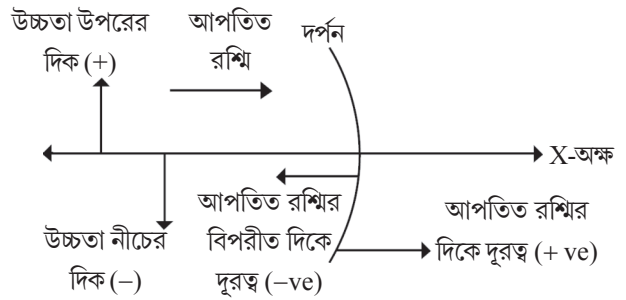 উচ্চতা উপরের
দিক (+)
আপতিত
রশ্মি
দর্পন
X-অক্ষ
উচ্চতা নীচের
দিক (−)
আপতিত রশ্মির
বিপরীত দিকে
দূরত্ব (−ve)
আপতিত রশ্মির
দিকে দূরত্ব (+ ve)